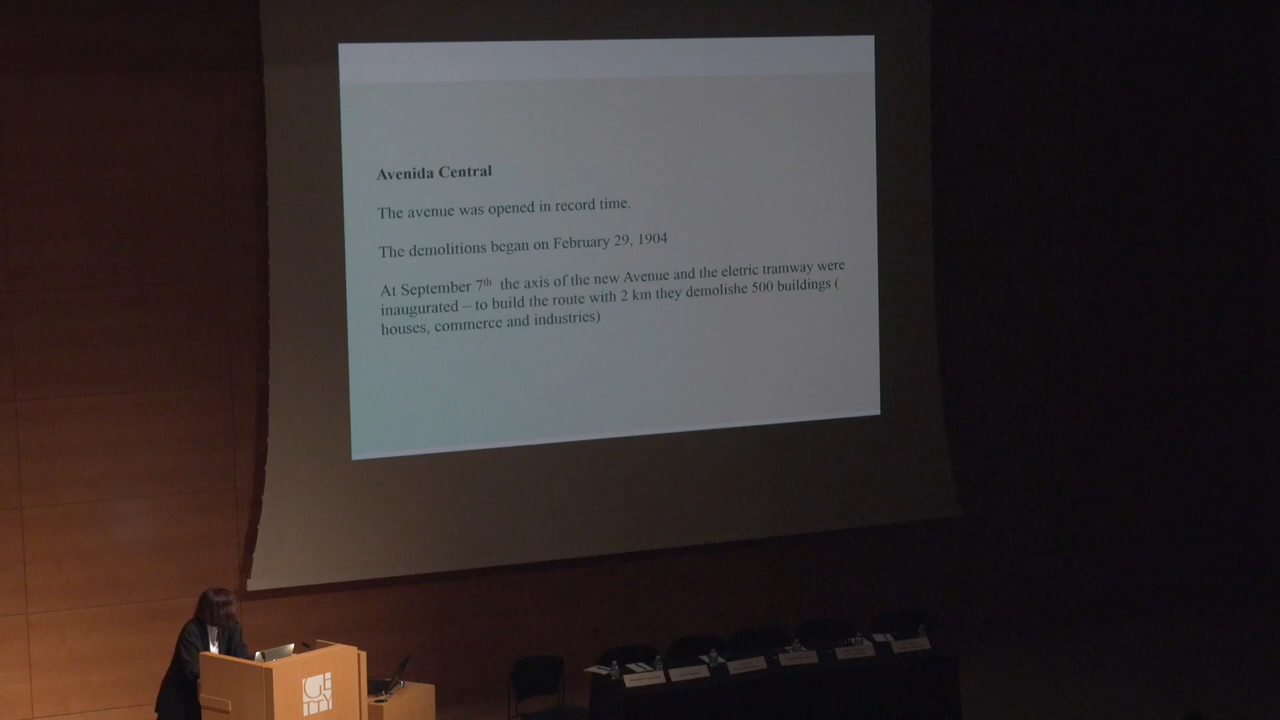 Avenida Central
The avenue was opened in record time.
The demolitions began on February 29, 1904
At September 7th the axis of the new Avenue and the eletric tramway were
inaugurated – to build the route with 2 km they demolishe 500 buildings (
houses, commerce and industries)
GE
TTY